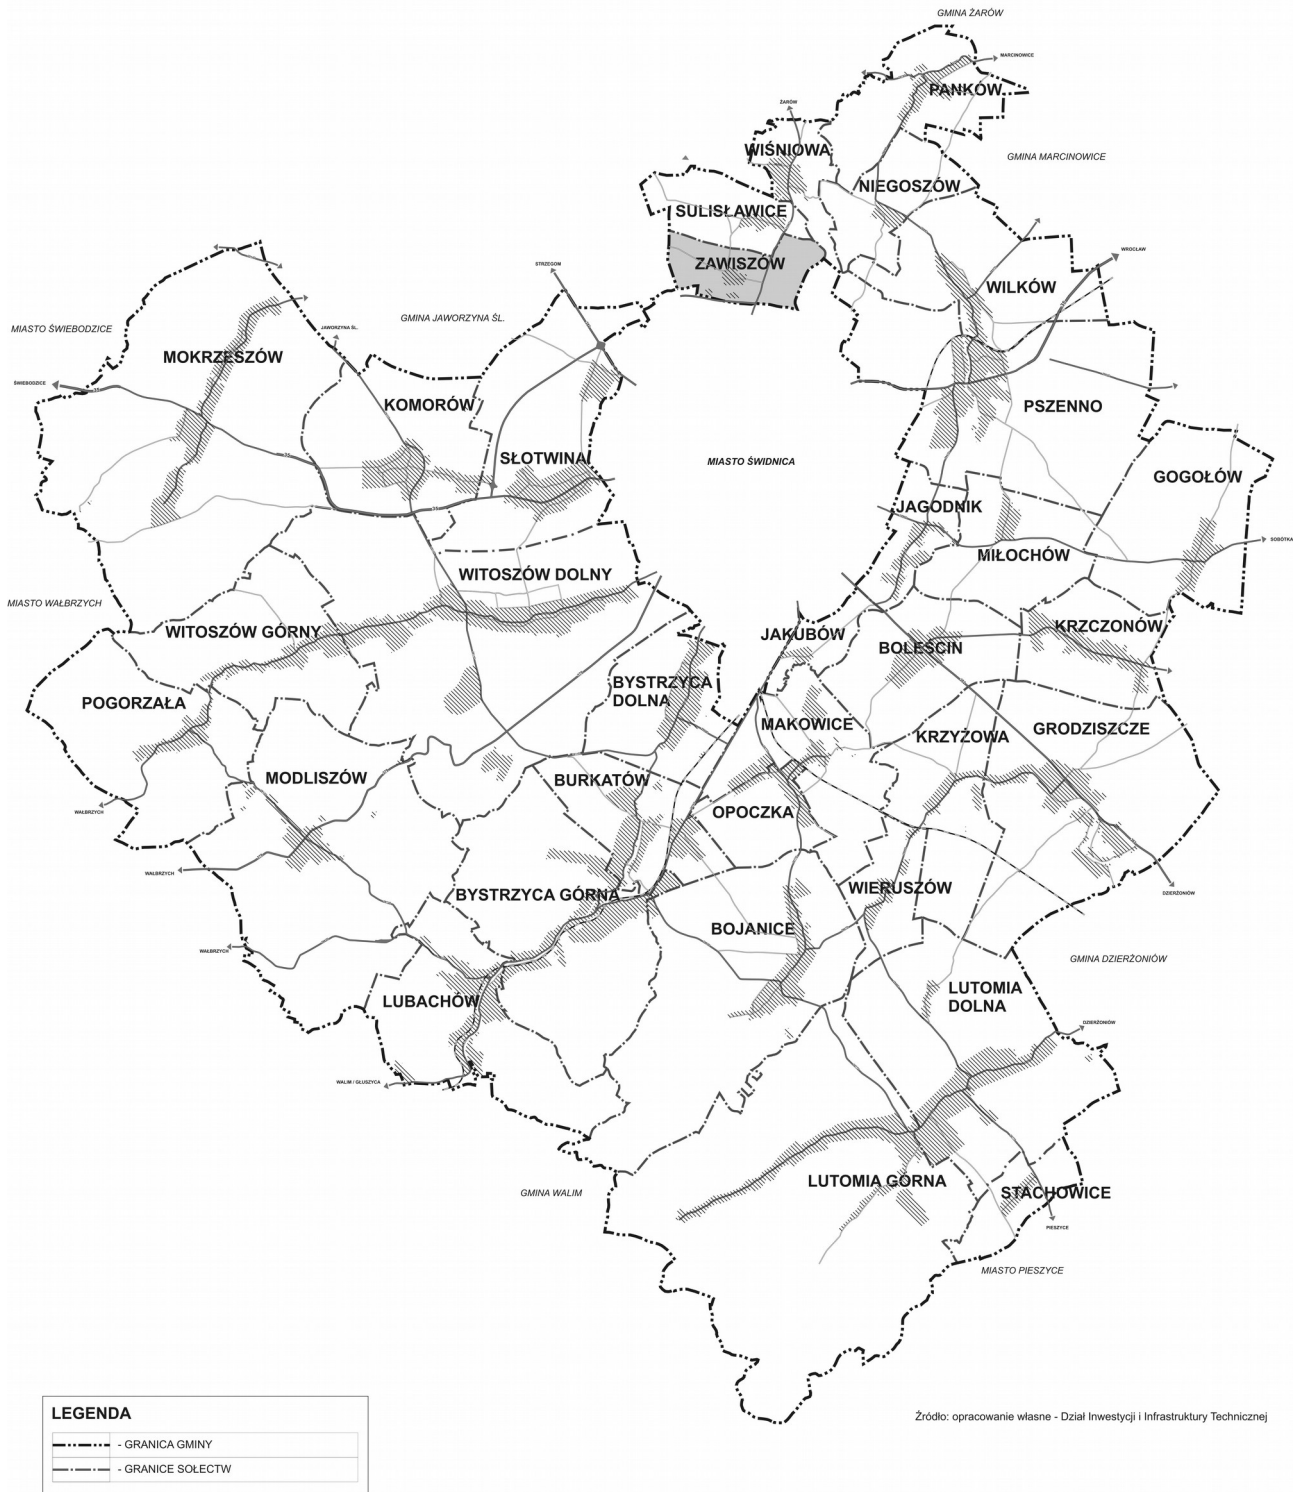 GMINA ŻARÓW
MARCINOWICE
PANKÓW
ŻARÓW
WIŚNIOWA
GMINA MARCINOWICE
NIEGOSZÓW
SULISŁAWICE
ZAWISZÓW
WROCŁAW
STRZEGOM
WILKÓW
GMINA JAWORZYNA ŚL.
MIASTO ŚWIEBODZICE
JAWORZYNA ŚL.
MOKRZESZÓW
ŚWIEBODZICE
KOMORÓW
PSZENNO
SŁOTWINA
MIASTO ŚWIDNICA
GOGOŁÓW
JAGODNIK
SOBÓTKA
MIŁOCHÓW
WITOSZÓW DOLNY
MIASTO WAŁBRZYCH
WITOSZÓW GÓRNY
JAKUBÓW
KRZCZONÓW
BOLEŚCIN
BYSTRZYCA
DOLNA
POGORZAŁA
MAKOWICE
KRZYŻOWA
GRODZISZCZE
MODLISZÓW
BURKATÓW
OPOCZKA
WAŁBRZYCH
WAŁBRZYCH
WIERUSZÓW
BYSTRZYCA GÓRNA
DZIERŻONIÓW
BOJANICE
WAŁBRZYCH
GMINA DZIERŻONIÓW
LUTOMIA
DOLNA
LUBACHÓW
DZIERŻONIÓW
WALIM / GŁUSZYCA
LUTOMIA GÓRNA
STACHOWICE
GMINA WALIM
PIESZYCE
MIASTO PIESZYCE
LEGENDA
- GRANICA GMINY
- GRANICE SOŁECTW
Źródło: opracowanie własne - Dział Inwestycji i Infrastruktury Technicznej